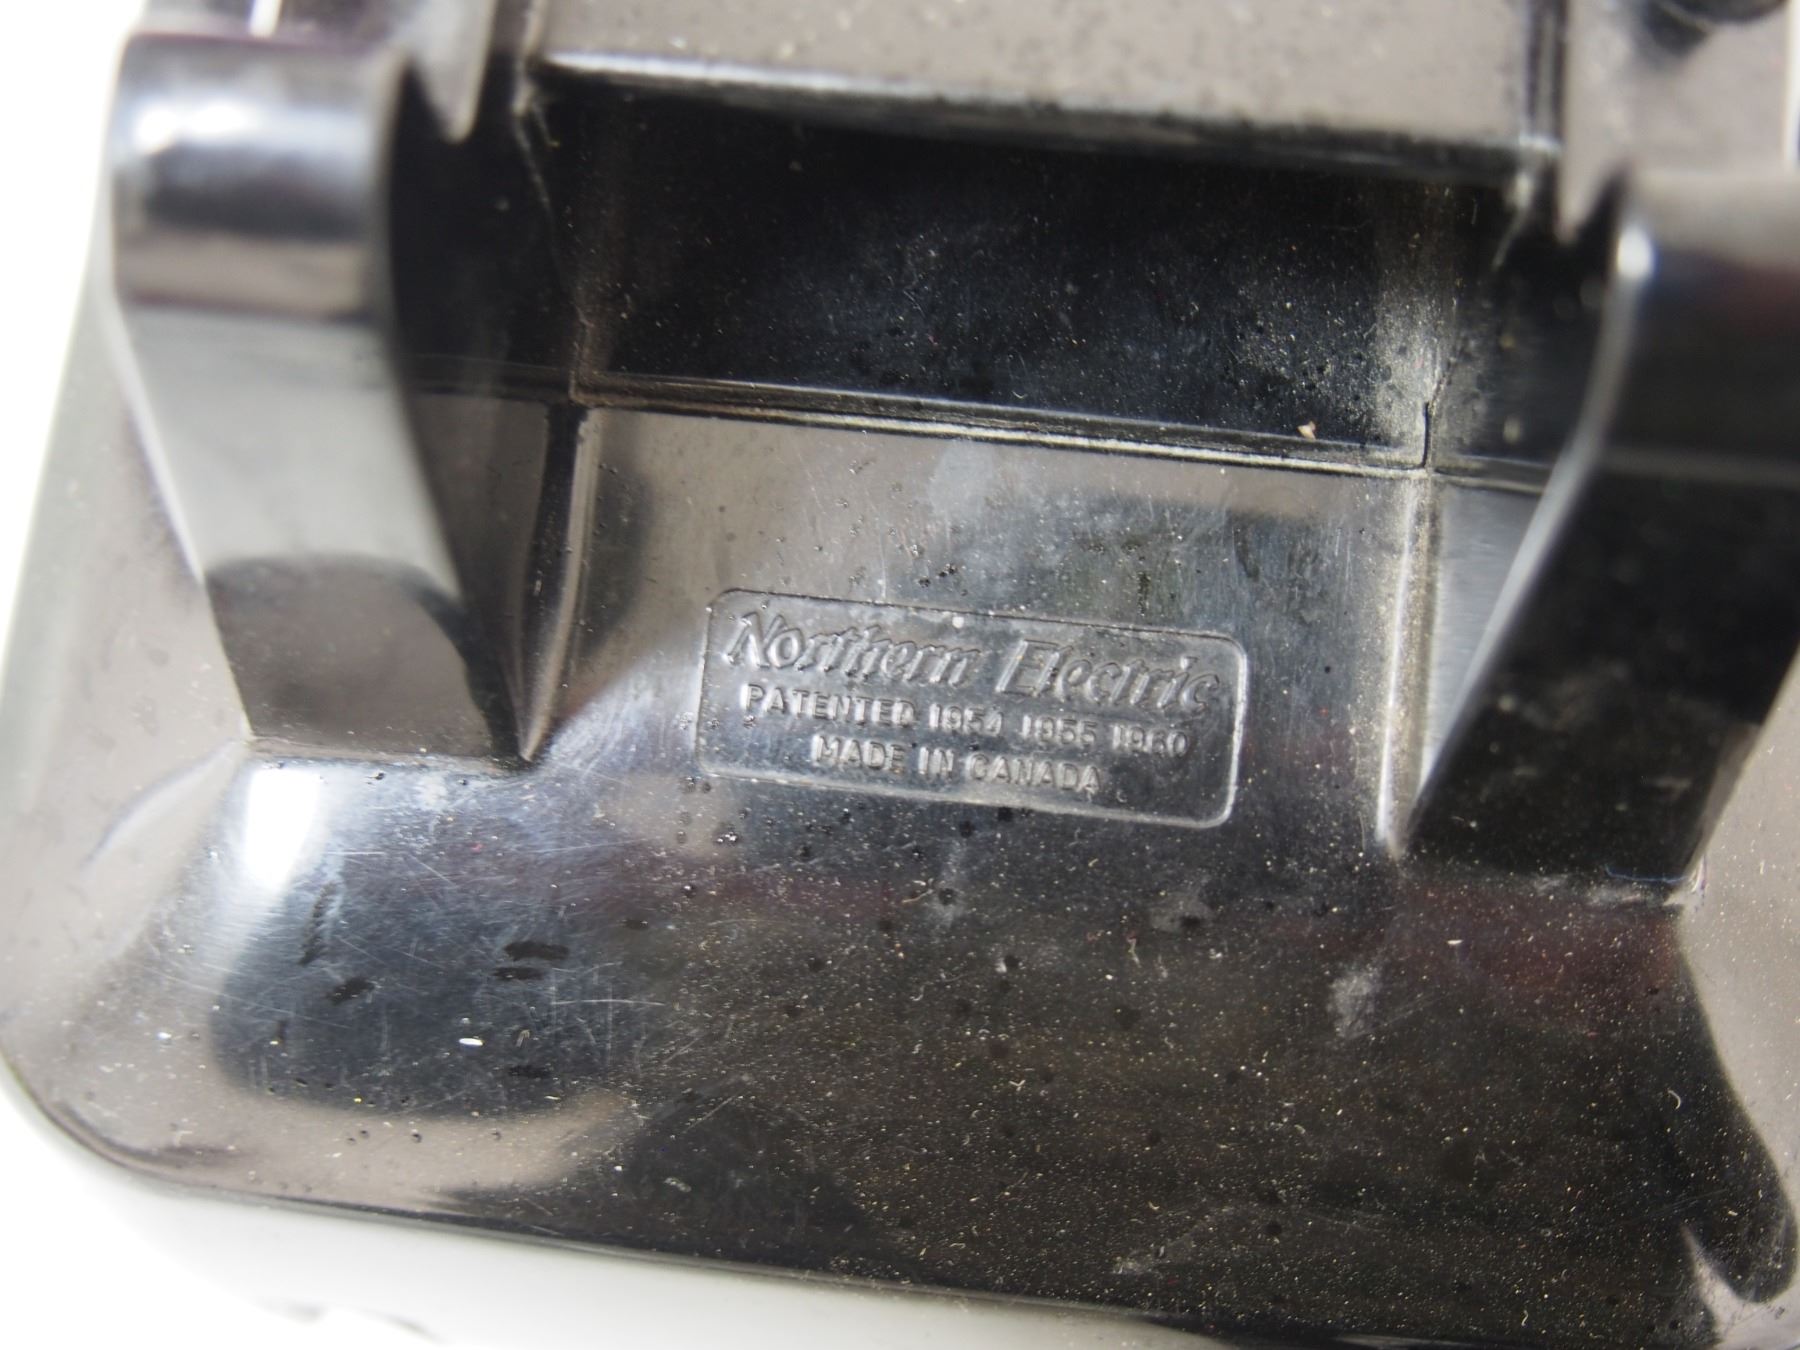 Northern Electric
PATENTED 1954 1955 1960
MADE IN CANADA